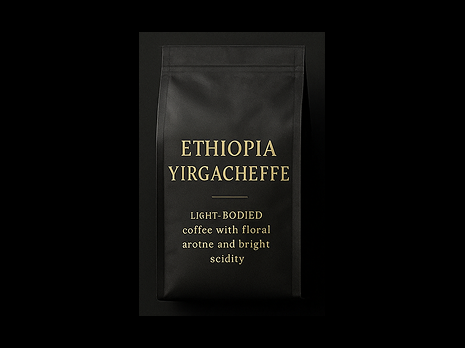 ETHIOPIA
YIRGACHEFFE
LIGHT-BODIED
coffee with floral
arotne and bright
scidity